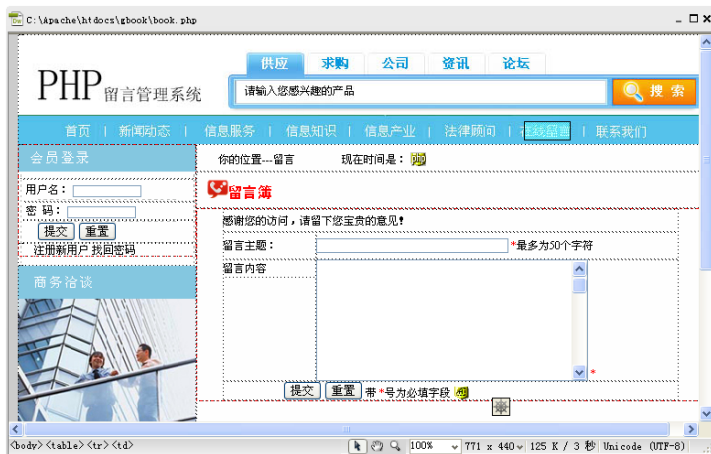 C:\Apache\htdocs\gbook\book.php
供应 求购 公司 资讯 论坛
PHP留言管理系统
请输入您感兴趣的产品
搜索
首页 | 新闻动态 | 信息服务 | 信息知识 | 信息产业 | 法律顾问 | 在线留言 | 联系我们
会员登录
你的位置---留言 现在时间是：
用户名：
留言簿
密 码：
感谢您的访问，请留下您宝贵的意见！
提交 重置
留言主题： *最多为50个字符
注册新用户 找回密码
留言内容
商务洽谈
*
提交 重置 带*号为必填字段
<body><table><tr><td>
100% 771 x 440 125 K / 3 秒 Unicode (UTF-8)